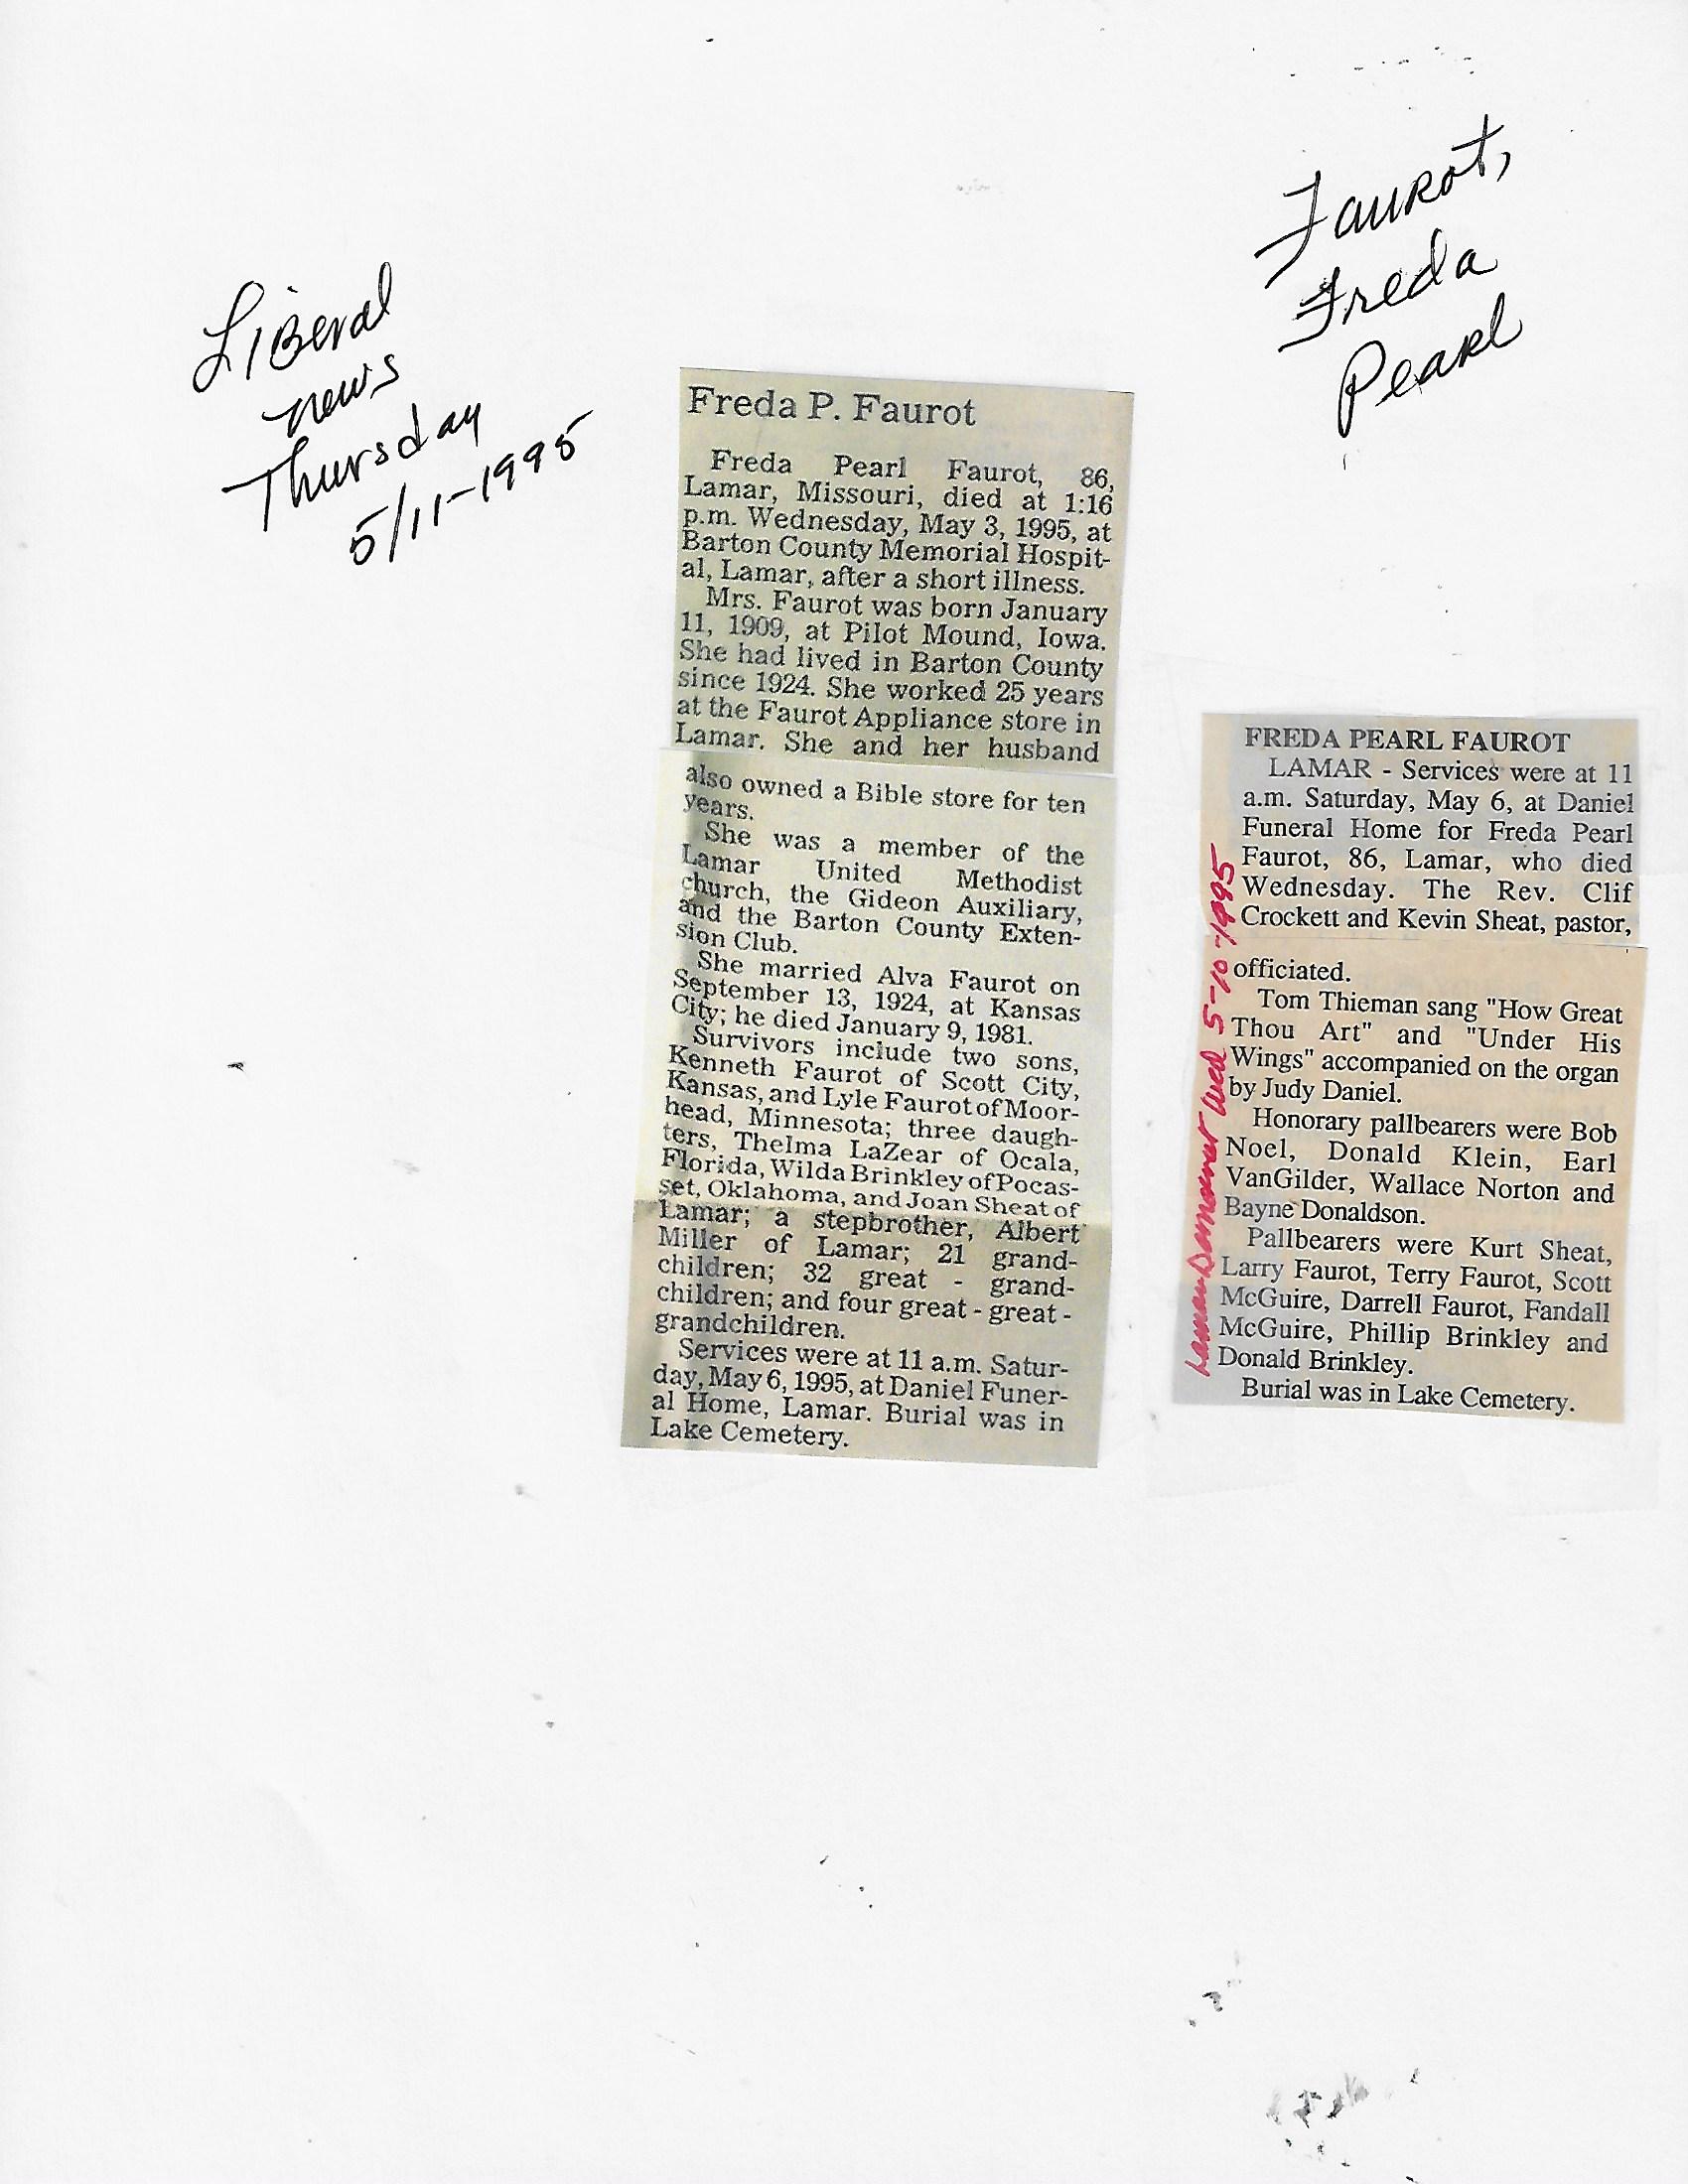 Faurot,
Freda
Pearl
Liberal
news
Thursday
5/11-1995
Freda P. Faurot
Freda Pearl Faurot, 86,
Lamar, Missouri, died at 1:16
p.m. Wednesday, May 3, 1995, at
Barton County Memorial Hospit-
al, Lamar, after a short illness.
Mrs. Faurot was born January
11, 1909, at Pilot Mound, Iowa.
She had lived in Barton County
since 1924. She worked 25 years
at the Faurot Appliance store in
Lamar. She and her husband
also owned a Bible store for ten
years.
She was a member of the
Lamar United Methodist
church, the Gideon Auxiliary,
and the Barton County Exten-
sion Club.
She married Alva Faurot on
September 13, 1924, at Kansas
City; he died January 9, 1981.
Survivors include two sons,
Kenneth Faurot of Scott City,
Kansas, and Lyle Faurot of Moor-
head, Minnesota; three daugh-
ters, Thelma LaZear of Ocala,
Florida, Wilda Brinkley of Pocas-
set, Oklahoma, and Joan Sheat of
Lamar; a stepbrother, Albert
Miller of Lamar; 21 grand-
children; 32 great - grand-
children; and four great - great -
grandchildren.
Services were at 11 a.m. Satur-
day, May 6, 1995, at Daniel Funer-
al Home, Lamar. Burial was in
Lake Cemetery.
FREDA PEARL FAUROT
LAMAR - Services were at 11
a.m. Saturday, May 6, at Daniel
Funeral Home for Freda Pearl
Faurot, 86, Lamar, who died
Wednesday. The Rev. Clif
Crockett and Kevin Sheat, pastor,
officiated.
Tom Thieman sang "How Great
Thou Art" and "Under His
Wings" accompanied on the organ
by Judy Daniel.
Honorary pallbearers were Bob
Noel, Donald Klein, Earl
VanGilder, Wallace Norton and
Bayne Donaldson.
Pallbearers were Kurt Sheat,
Larry Faurot, Terry Faurot, Scott
McGuire, Darrell Faurot, Fandall
McGuire, Phillip Brinkley and
Donald Brinkley.
Burial was in Lake Cemetery.
Lamar Democrat Wed 5-10-1995